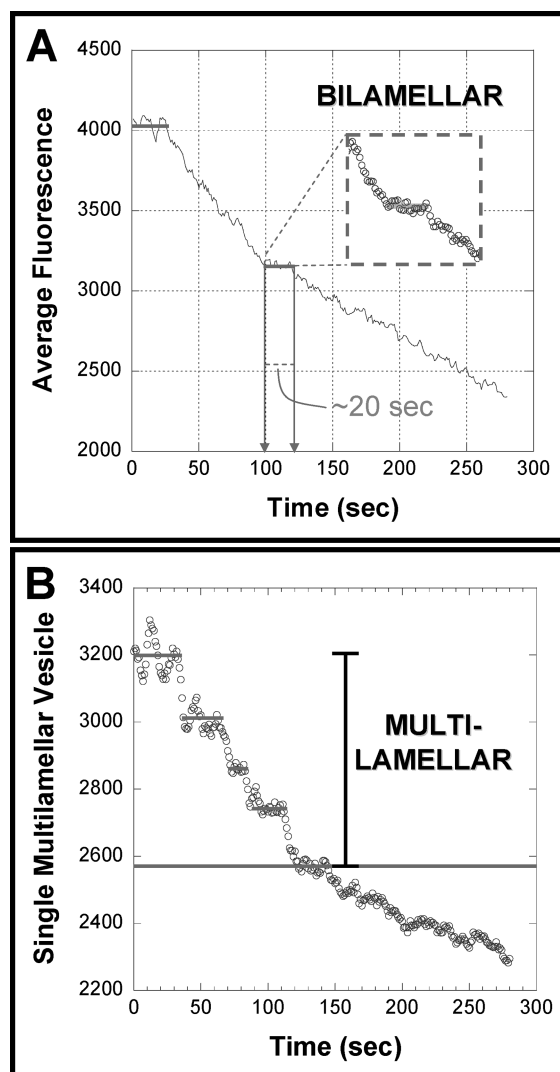 A
4500
4000
3500
3000
2500
2000
Average Fluorescence
BILAMELLAR
~20 sec
0 50 100 150 200 250 300
Time (sec)
B
3400
3200
3000
2800
2600
2400
2200
Single Multilamellar Vesicle
MULTI-
LAMELLAR
0 50 100 150 200 250 300
Time (sec)